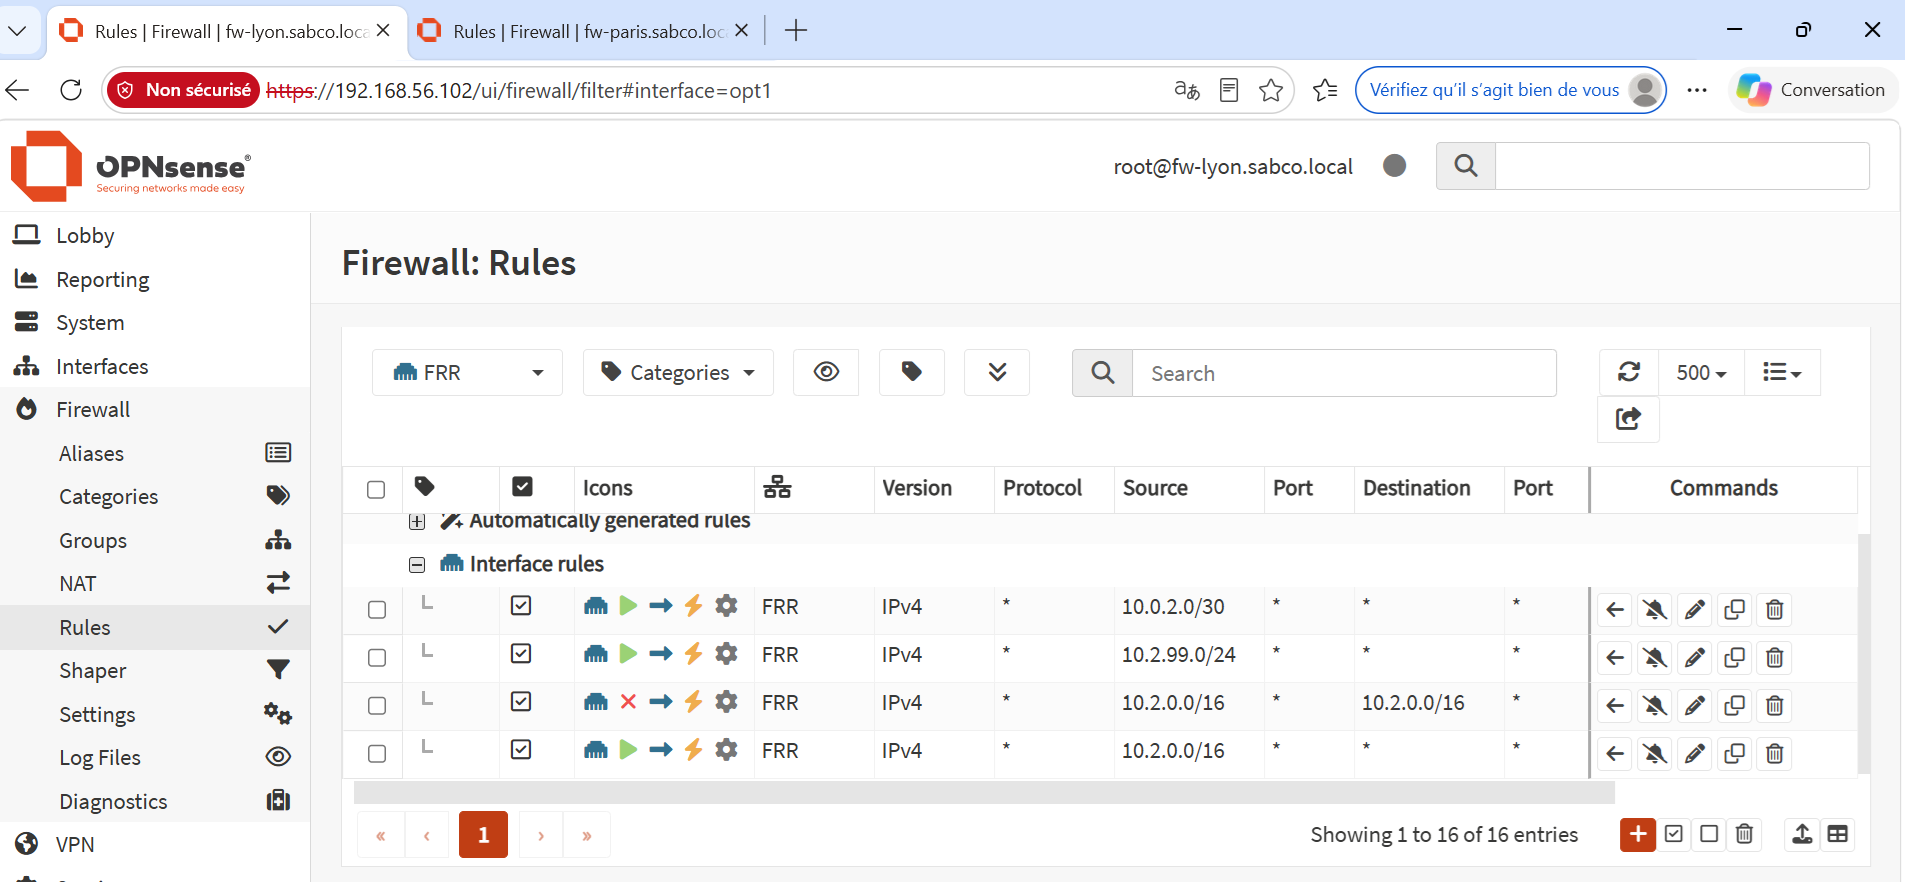 Rules | Firewall | fw-lyon.sabco.loca
Rules | Firewall | fw-paris.sabco.loc
Non sécurisé https://192.168.56.102/ui/firewall/filter#interface=opt1
Vérifiez qu'il s'agit bien de vous
Conversation
OPNsense®
Securing networks made easy
root@fw-lyon.sabco.local
Lobby
Reporting
System
Interfaces
Firewall
Aliases
Categories
Groups
NAT
Rules
Shaper
Settings
Log Files
Diagnostics
VPN
Firewall: Rules
FRR
Categories
Search
500
Icons Version Protocol Source Port Destination Port Commands
Automatically generated rules
Interface rules
FRR IPv4 * 10.0.2.0/30 * * *
FRR IPv4 * 10.2.99.0/24 * * *
FRR IPv4 * 10.2.0.0/16 * 10.2.0.0/16 *
FRR IPv4 * 10.2.0.0/16 * * *
« ‹ 1 › »
Showing 1 to 16 of 16 entries